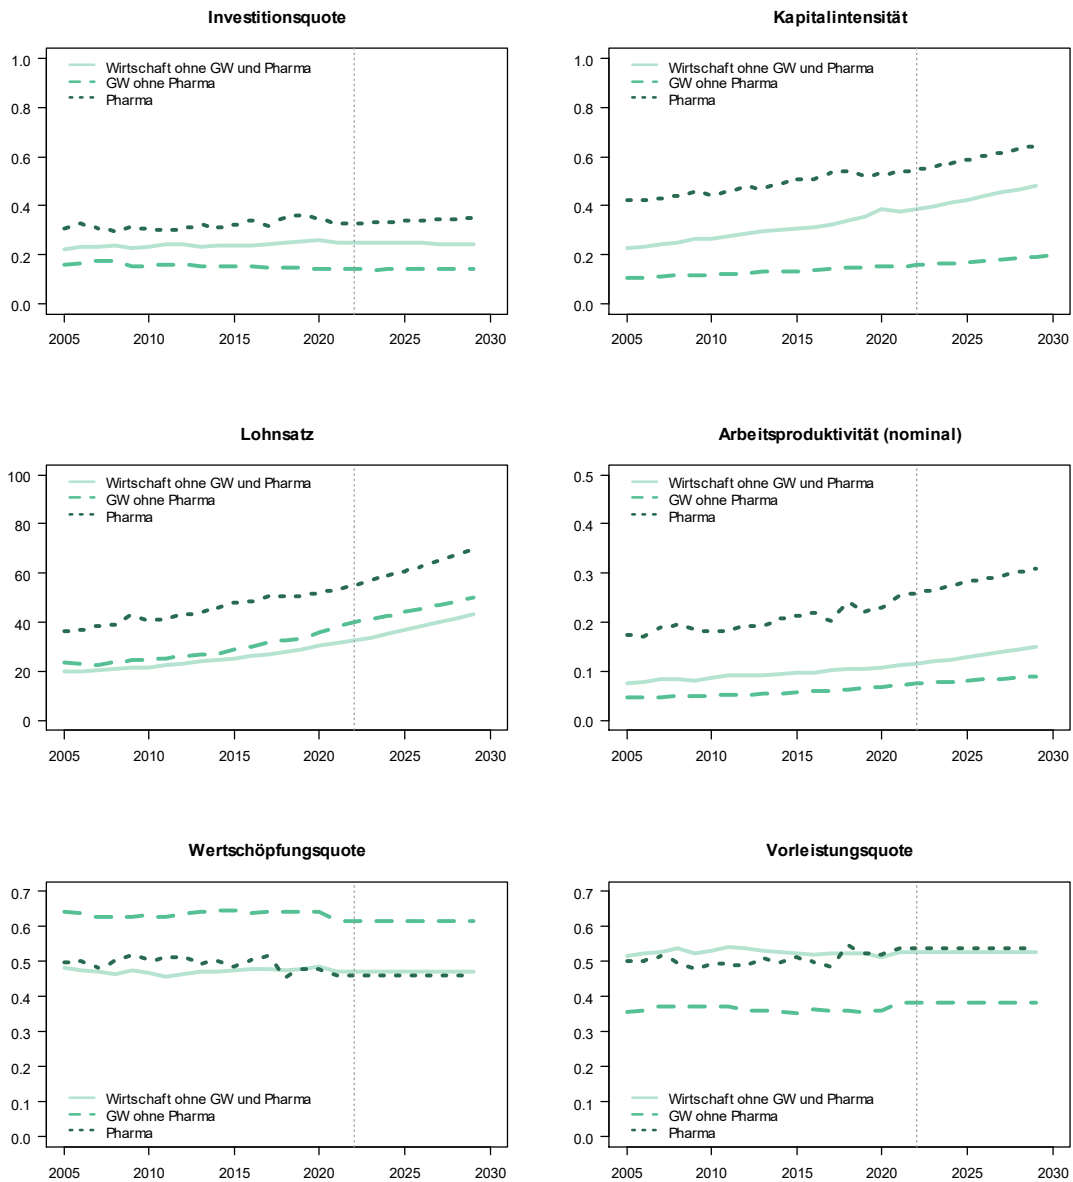 Investitionsquote
1.0
0.8
0.6
0.4
0.2
0.0
Wirtschaft ohne GW und Pharma
GW ohne Pharma
Pharma
2005 2010 2015 2020 2025 2030
Kapitalintensität
1.0
0.8
0.6
0.4
0.2
0.0
Wirtschaft ohne GW und Pharma
GW ohne Pharma
Pharma
2005 2010 2015 2020 2025 2030
Lohnsatz
100
80
60
40
20
0
Wirtschaft ohne GW und Pharma
GW ohne Pharma
Pharma
2005 2010 2015 2020 2025 2030
Arbeitsproduktivität (nominal)
0.5
0.4
0.3
0.2
0.1
0.0
Wirtschaft ohne GW und Pharma
GW ohne Pharma
Pharma
2005 2010 2015 2020 2025 2030
Wertschöpfungsquote
0.7
0.6
0.5
0.4
0.3
0.2
0.1
0.0
Wirtschaft ohne GW und Pharma
GW ohne Pharma
Pharma
2005 2010 2015 2020 2025 2030
Vorleistungsquote
0.7
0.6
0.5
0.4
0.3
0.2
0.1
0.0
Wirtschaft ohne GW und Pharma
GW ohne Pharma
Pharma
2005 2010 2015 2020 2025 2030